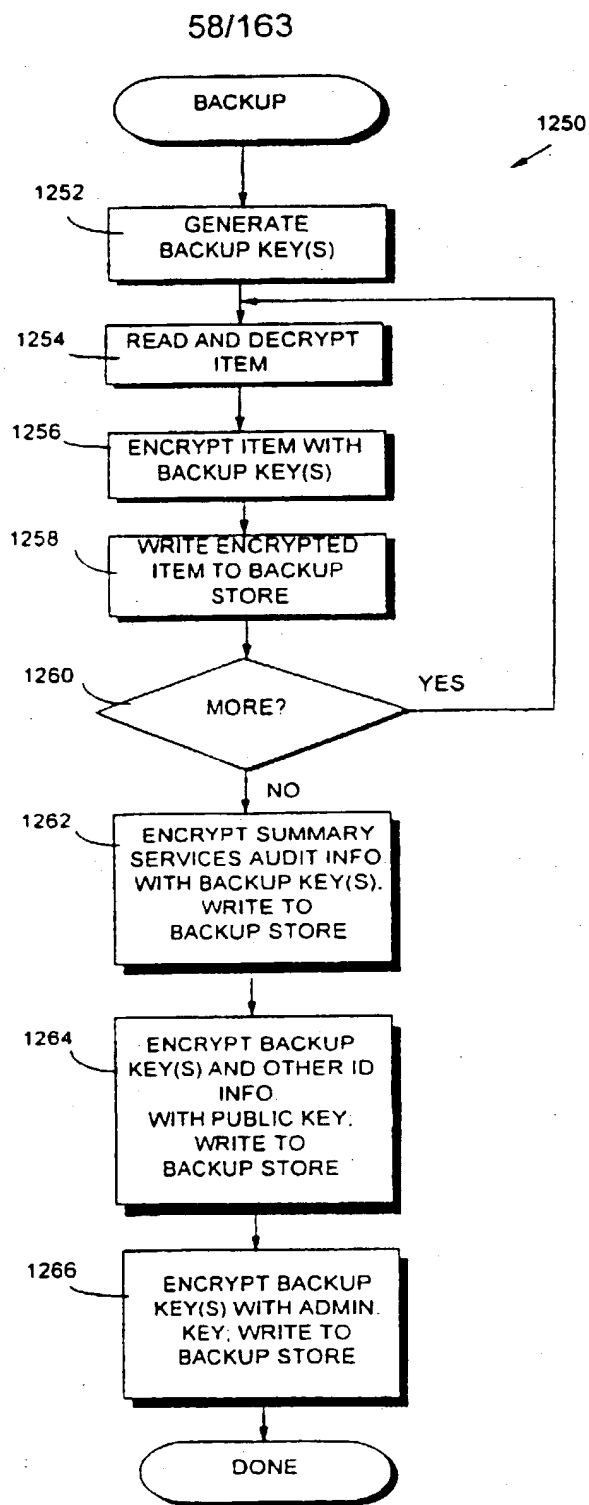 58/163
BACKUP
1250
1252
GENERATE
BACKUP KEY(S)
1254
READ AND DECRYPT
ITEM
1256
ENCRYPT ITEM WITH
BACKUP KEY(S)
1258
WRITE ENCRYPTED
ITEM TO BACKUP
STORE
1260
MORE?
YES
NO
1262
ENCRYPT SUMMARY
SERVICES AUDIT INFO
WITH BACKUP KEY(S).
WRITE TO
BACKUP STORE
1264
ENCRYPT BACKUP
KEY(S) AND OTHER ID
INFO
WITH PUBLIC KEY;
WRITE TO
BACKUP STORE
1266
ENCRYPT BACKUP
KEY(S) WITH ADMIN.
KEY; WRITE TO
BACKUP STORE
DONE